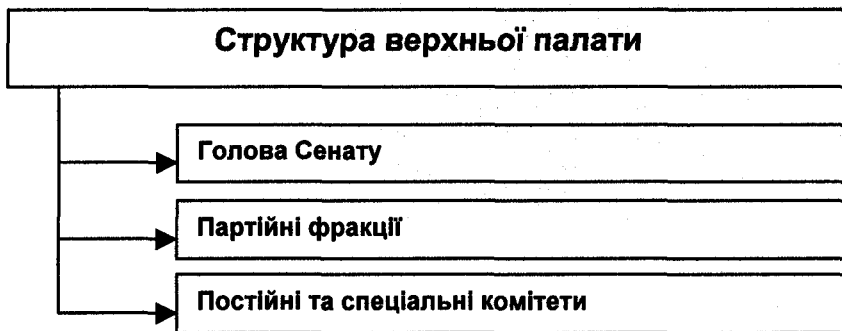 Структура верхньої палати
Голова Сенату
Партійні фракції
Постійні та спеціальні комітети